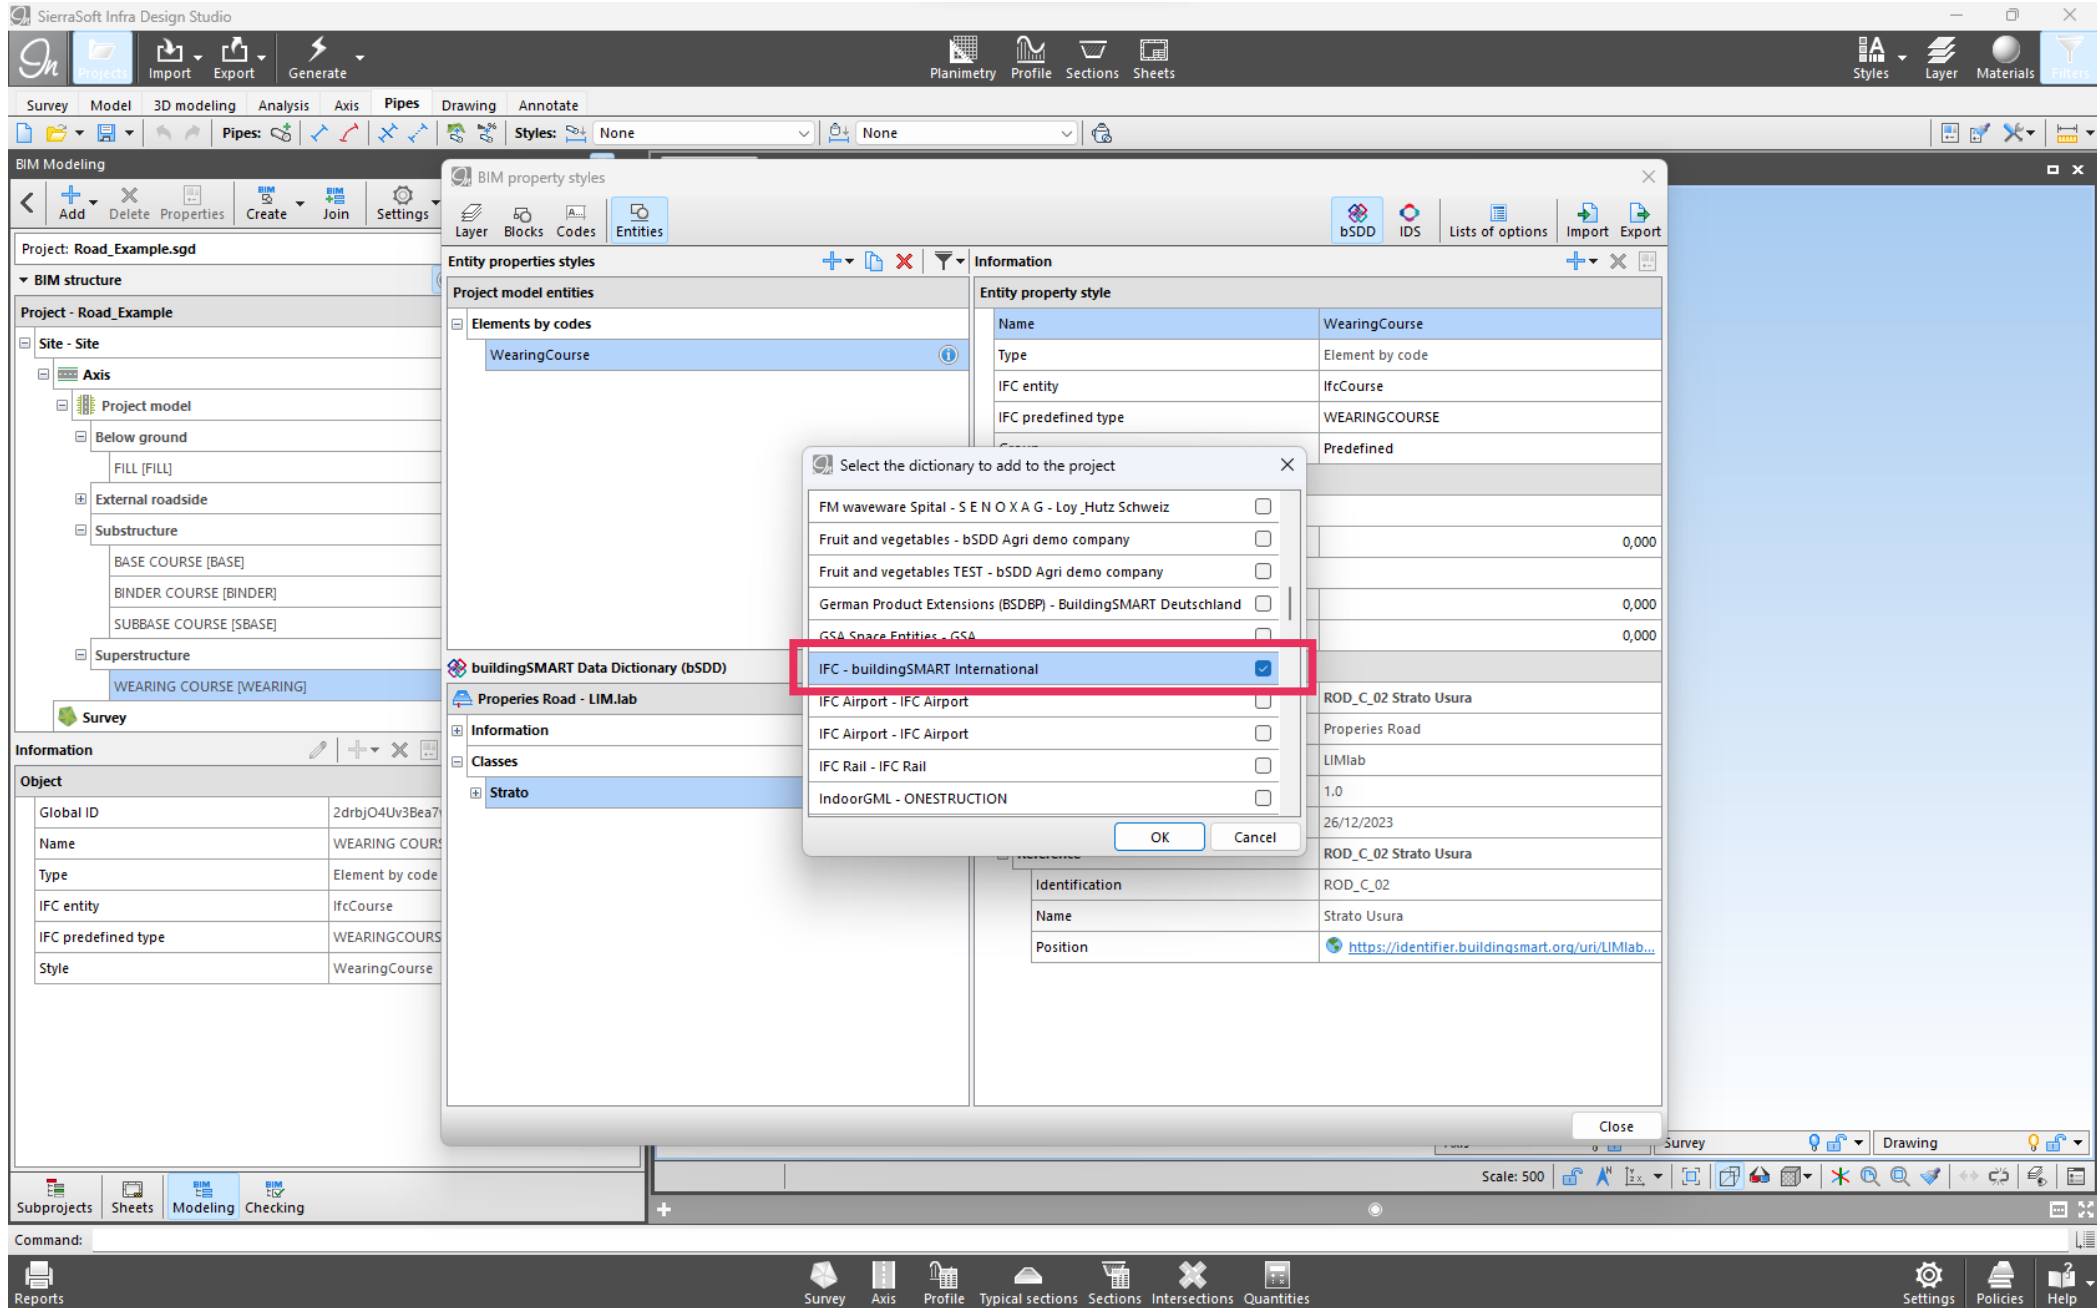 SierraSoft Infra Design Studio
Projects Import Export Generate
Planimetry Profile Sections Sheets
Styles Layer Materials Filters
Survey Model 3D modeling Analysis Axis Pipes Drawing Annotate
Pipes: Styles: None None
BIM Modeling
Add Delete Properties Create Join Settings
Project: Road_Example.sgd
BIM structure
Project - Road_Example
Site - Site
Axis
Project model
Below ground
FILL [FILL]
External roadside
Substructure
BASE COURSE [BASE]
BINDER COURSE [BINDER]
SUBBASE COURSE [SBASE]
Superstructure
WEARING COURSE [WEARING]
Survey
Information
Object
Global ID 2drbjO4Uv3Bea7
Name WEARING COURS
Type Element by code
IFC entity IfcCourse
IFC predefined type WEARINGCOURS
Style WearingCourse
BIM property styles
Layer Blocks Codes Entities
bSDD IDS Lists of options Import Export
Entity properties styles
Project model entities
Elements by codes
WearingCourse
buildingSMART Data Dictionary (bSDD)
Properies Road - LIM.lab
Information
Classes
Strato
Information
Entity property style
Name WearingCourse
Type Element by code
IFC entity IfcCourse
IFC predefined type WEARINGCOURSE
Predefined
0,000
0,000
0,000
ROD_C_02 Strato Usura
Properies Road
LIMlab
1.0
26/12/2023
Reference ROD_C_02 Strato Usura
Identification ROD_C_02
Name Strato Usura
Position https://identifier.buildingsmart.org/uri/LIMlab...
Close
Select the dictionary to add to the project
FM waveware Spital - S E N O X A G - Loy_Hutz Schweiz
Fruit and vegetables - bSDD Agri demo company
Fruit and vegetables TEST - bSDD Agri demo company
German Product Extensions (BSDBP) - BuildingSMART Deutschland
GSA Space Entities - GSA
IFC - buildingSMART International
IFC Airport - IFC Airport
IFC Airport - IFC Airport
IFC Rail - IFC Rail
IndoorGML - ONESTRUCTION
OK Cancel
Survey Drawing
Scale: 500
Subprojects Sheets Modeling Checking
Command:
Reports
Survey Axis Profile Typical sections Sections Intersections Quantities
Settings Policies Help